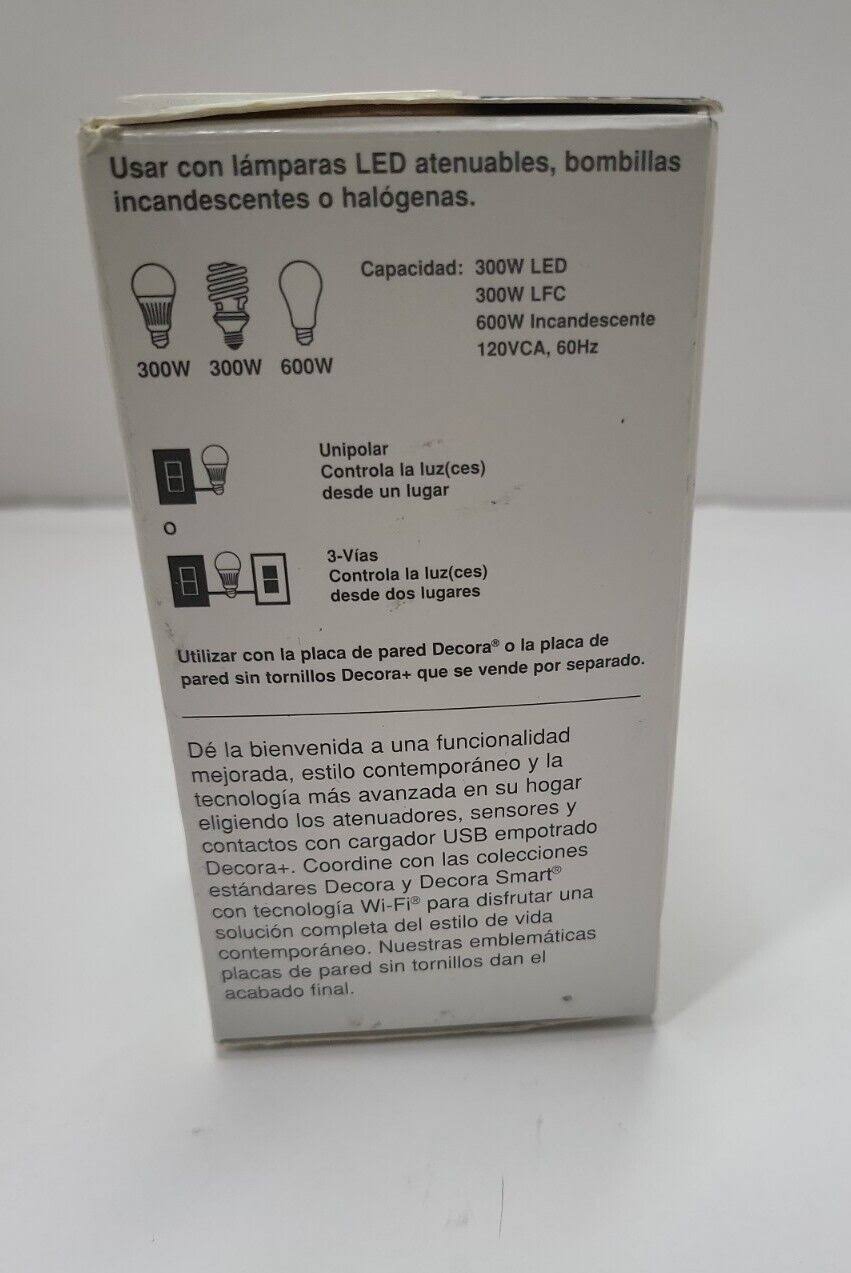 Usar con lámparas LED atenuables, bombillas
incandescentes o halógenas.
Capacidad: 300W LED
300W LFC
600W Incandescente
120VCA, 60Hz
300W 300W 600W
Unipolar
Controla la luz(ces)
desde un lugar
O
3-Vías
Controla la luz(ces)
desde dos lugares
Utilizar con la placa de pared Decora® o la placa de
pared sin tornillos Decora+ que se vende por separado.
Dé la bienvenida a una funcionalidad
mejorada, estilo contemporáneo y la
tecnología más avanzada en su hogar
eligiendo los atenuadores, sensores y
contactos con cargador USB empotrado
Decora+. Coordine con las colecciones
estándares Decora y Decora Smart®
con tecnología Wi-Fi® para disfrutar una
solución completa del estilo de vida
contemporáneo. Nuestras emblemáticas
placas de pared sin tornillos dan el
acabado final.